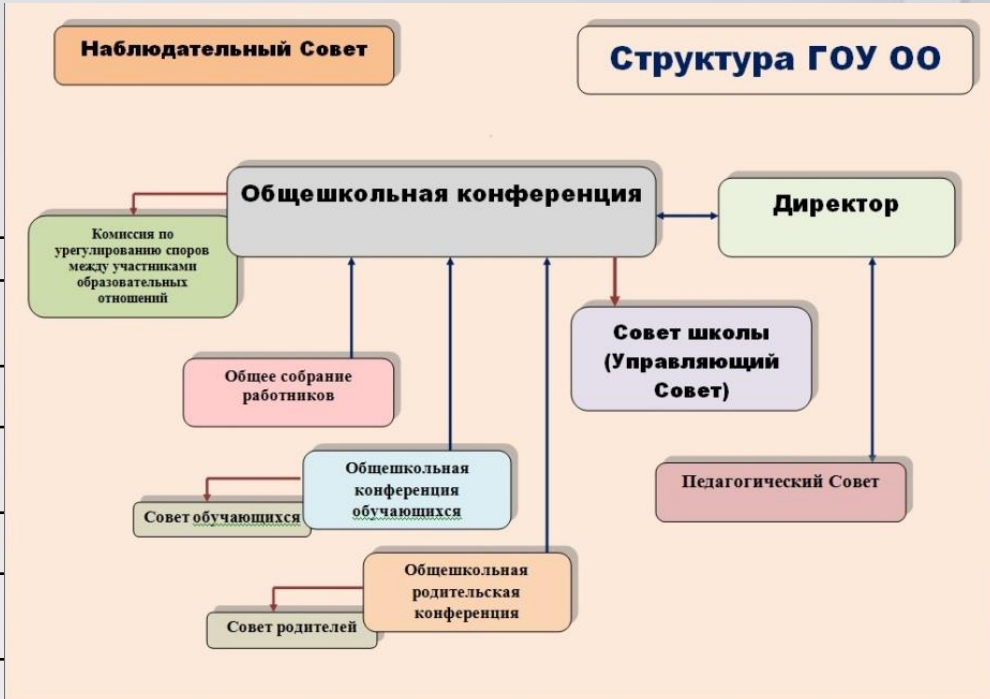 Наблюдательный Совет
Структура ГОУ ОО
Общешкольная конференция
Директор
Комиссия по
урегулированию споров
между участниками
образовательных
отношений
Совет школы
(Управляющий
Совет)
Общее собрание
работников
Общешкольная
конференция
обучающихся
Педагогический Совет
Совет обучающихся
Общешкольная
родительская
конференция
Совет родителей